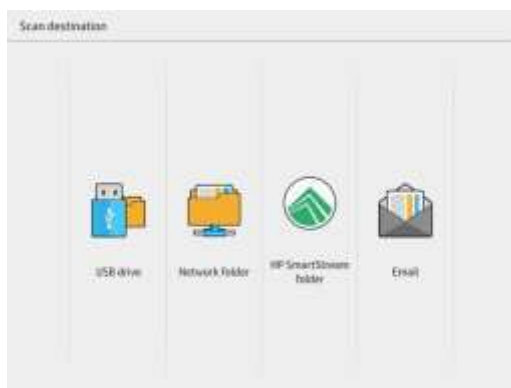 Scan destination
USB drive
Network folder
HP SmartStream
folder
Email